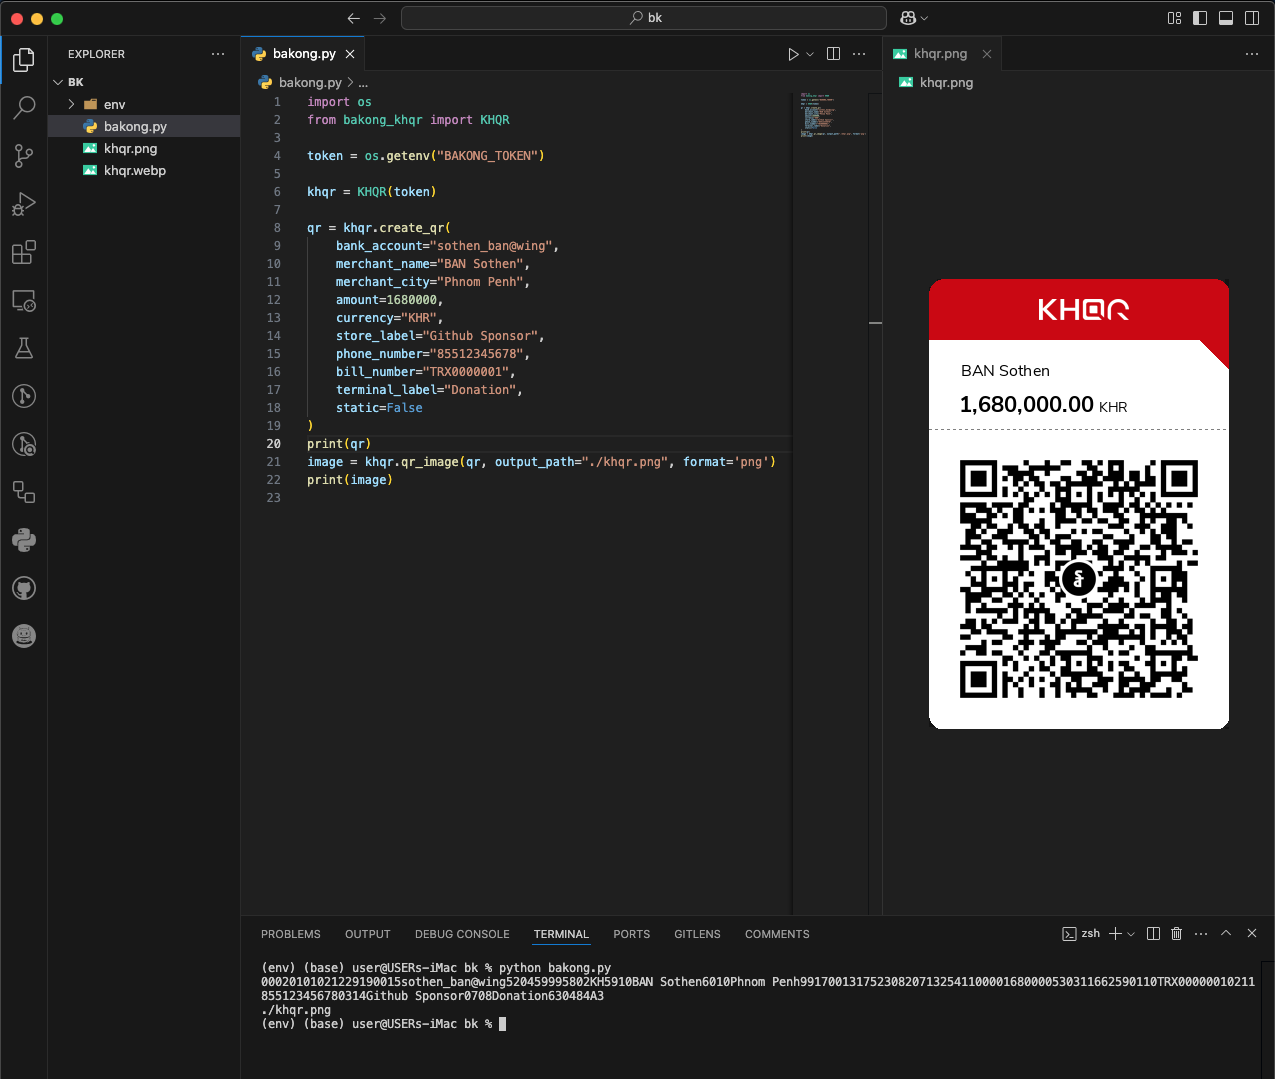 bk
EXPLORER
BK
env
bakong.py
khqr.png
khqr.webp
bakong.py
bakong.py > ...
1 import os
2 from bakong_khqr import KHQR
3
4 token = os.getenv("BAKONG_TOKEN")
5
6 khqr = KHQR(token)
7
8 qr = khqr.create_qr(
9 bank_account="sothen_ban@wing",
10 merchant_name="BAN Sothen",
11 merchant_city="Phnom Penh",
12 amount=1680000,
13 currency="KHR",
14 store_label="Github Sponsor",
15 phone_number="85512345678",
16 bill_number="TRX0000001",
17 terminal_label="Donation",
18 static=False
19 )
20 print(qr)
21 image = khqr.qr_image(qr, output_path="./khqr.png", format='png')
22 print(image)
23
khqr.png
khqr.png
KHQR
BAN Sothen
1,680,000.00 KHR
PROBLEMS OUTPUT DEBUG CONSOLE TERMINAL PORTS GITLENS COMMENTS
zsh
(env) (base) user@USERs-iMac bk % python bakong.py
00020101021229190015sothen_ban@wing520459995802KH5910BAN Sothen6010Phnom Penh991700131752308207132541100001680000530311662590110TRX00000010211
855123456780314Github Sponsor0708Donation630484A3
./khqr.png
(env) (base) user@USERs-iMac bk %